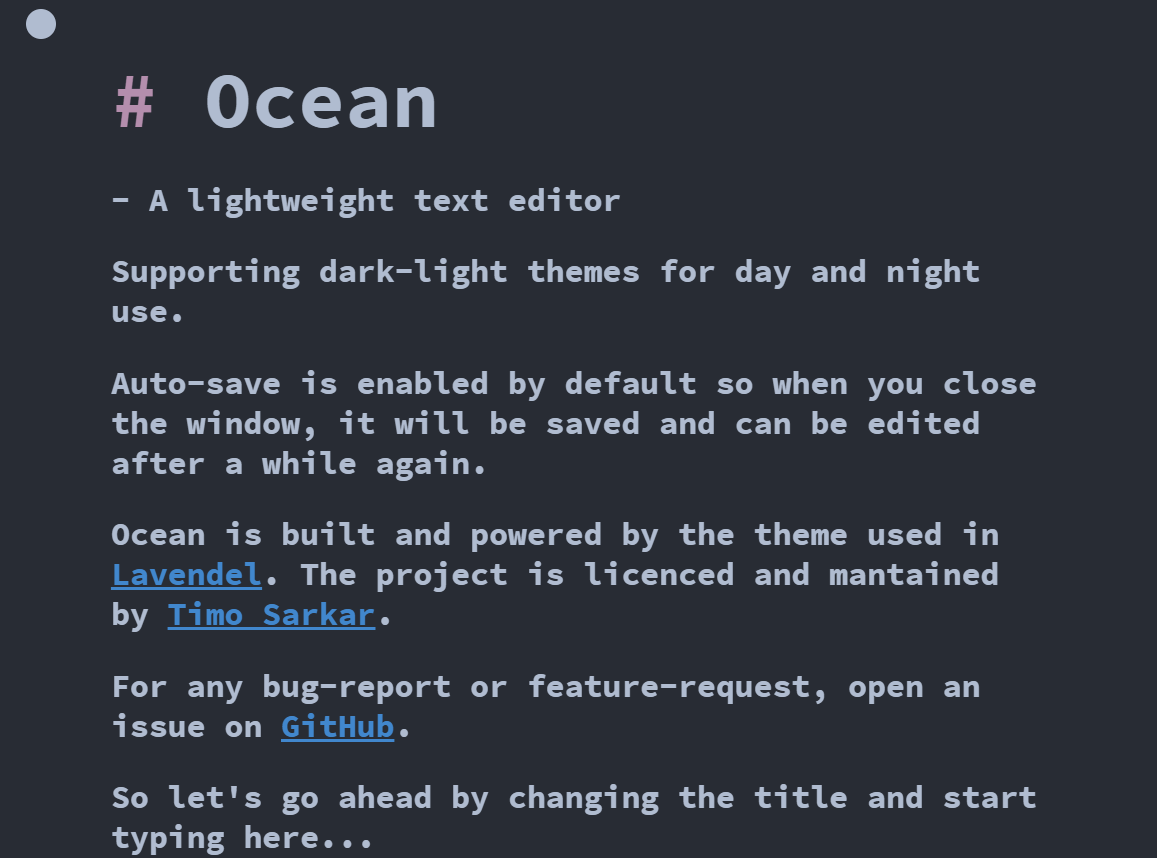 # Ocean
- A lightweight text editor
Supporting dark-light themes for day and night
use.
Auto-save is enabled by default so when you close
the window, it will be saved and can be edited
after a while again.
Ocean is built and powered by the theme used in
Lavendel. The project is licenced and mantained
by Timo Sarkar.
For any bug-report or feature-request, open an
issue on GitHub.
So let's go ahead by changing the title and start
typing here...